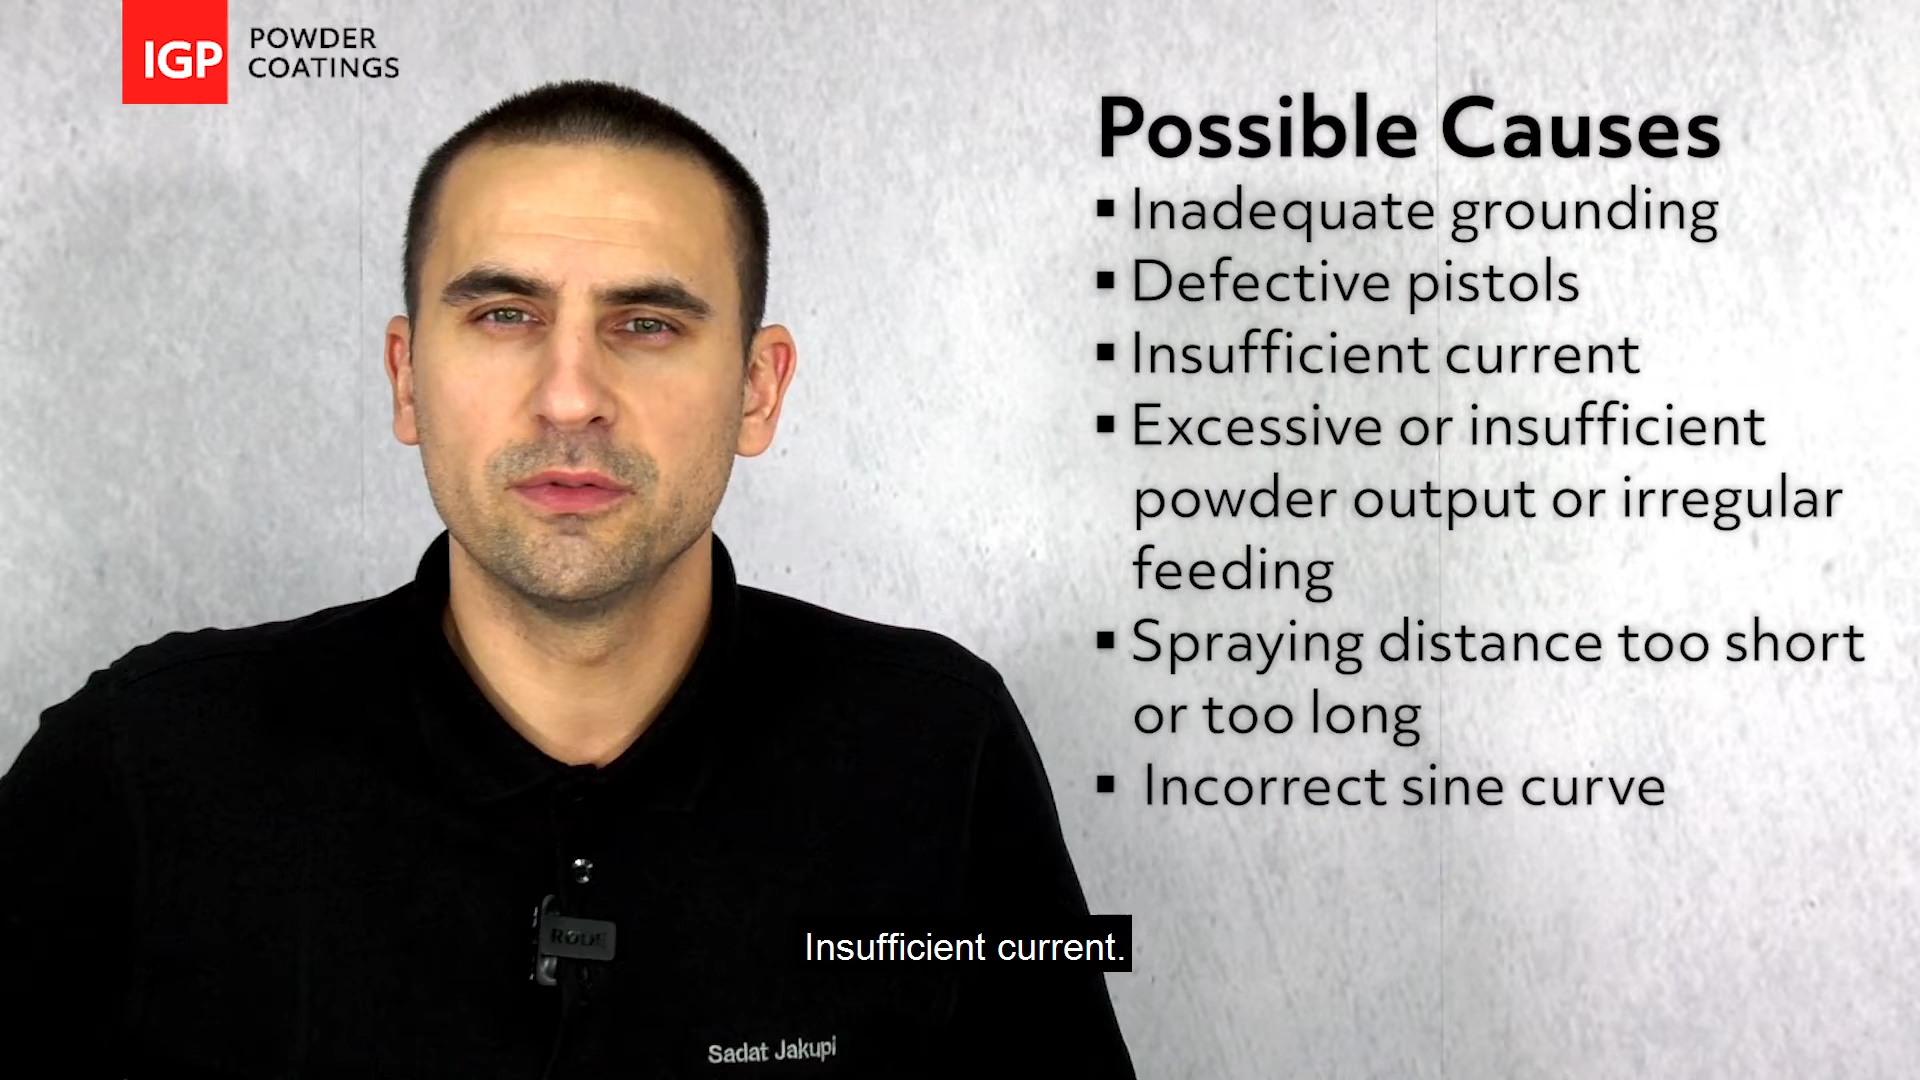 IGP
POWDER
COATINGS
Possible Causes
▪ Inadequate grounding
▪ Defective pistols
▪ Insufficient current
▪ Excessive or insufficient
powder output or irregular
feeding
▪ Spraying distance too short
or too long
▪ Incorrect sine curve
RØDE
Insufficient current.
Sadat Jakupi